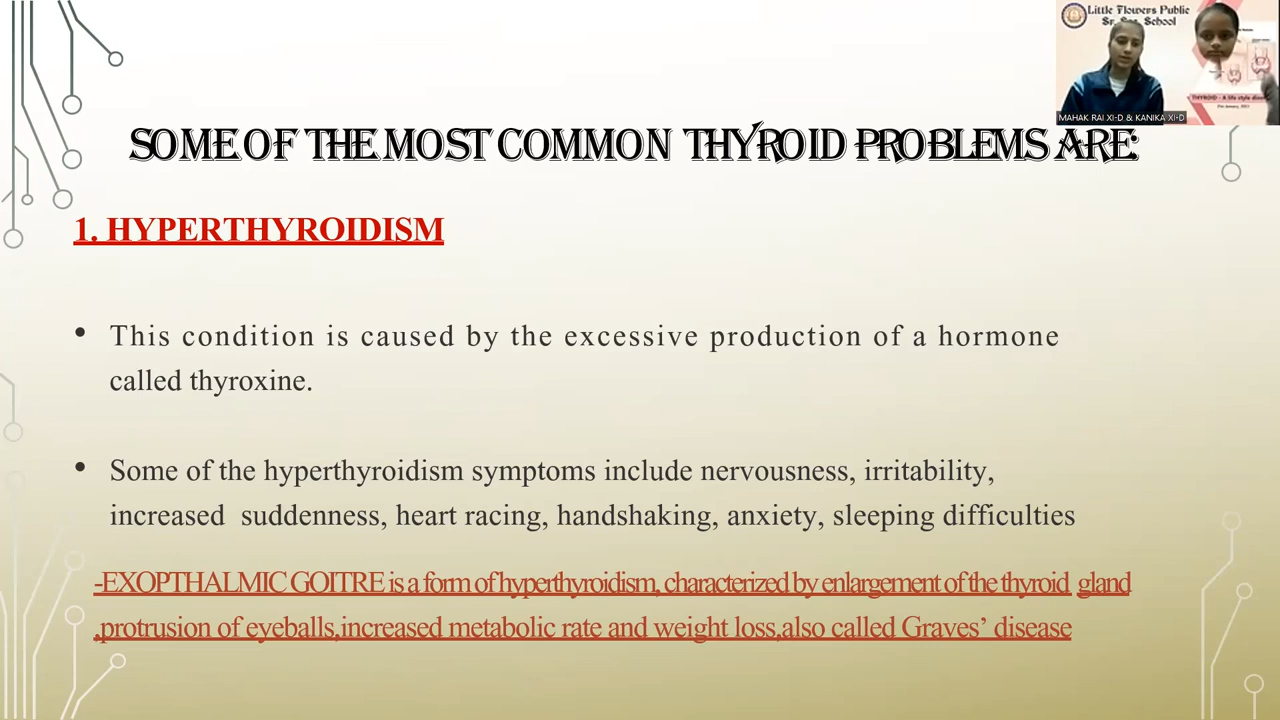 Little Flowers Public
Sr. Sec. School
THYROID - A life style
MAHAK RAI XI-D & KANIKA XI-D
SOME OF THE MOST COMMON THYROID PROBLEMS ARE:
1. HYPERTHYROIDISM
• This condition is caused by the excessive production of a hormone
called thyroxine.
• Some of the hyperthyroidism symptoms include nervousness, irritability,
increased suddenness, heart racing, handshaking, anxiety, sleeping difficulties
-EXOPTHALMIC GOITRE is a form of hyperthyroidism, characterized by enlargement of the thyroid gland
,protrusion of eyeballs,increased metabolic rate and weight loss,also called Graves’ disease